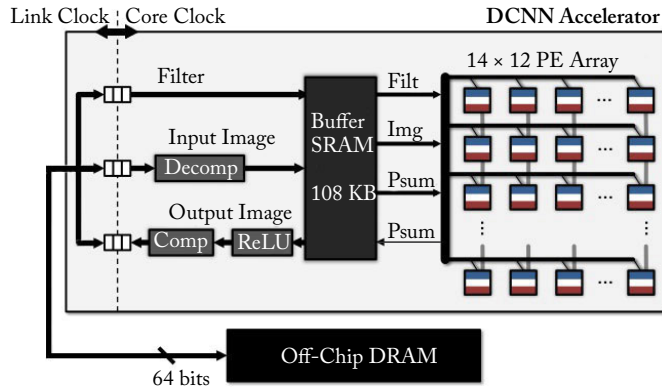 Link Clock Core Clock DCNN Accelerator
14 × 12 PE Array
Filter Filt
Buffer
SRAM
108 KB
Input Image Img
Decomp
Psum
Output Image
Comp ReLU Psum
...
...
...
...
...
...
Off-Chip DRAM
64 bits